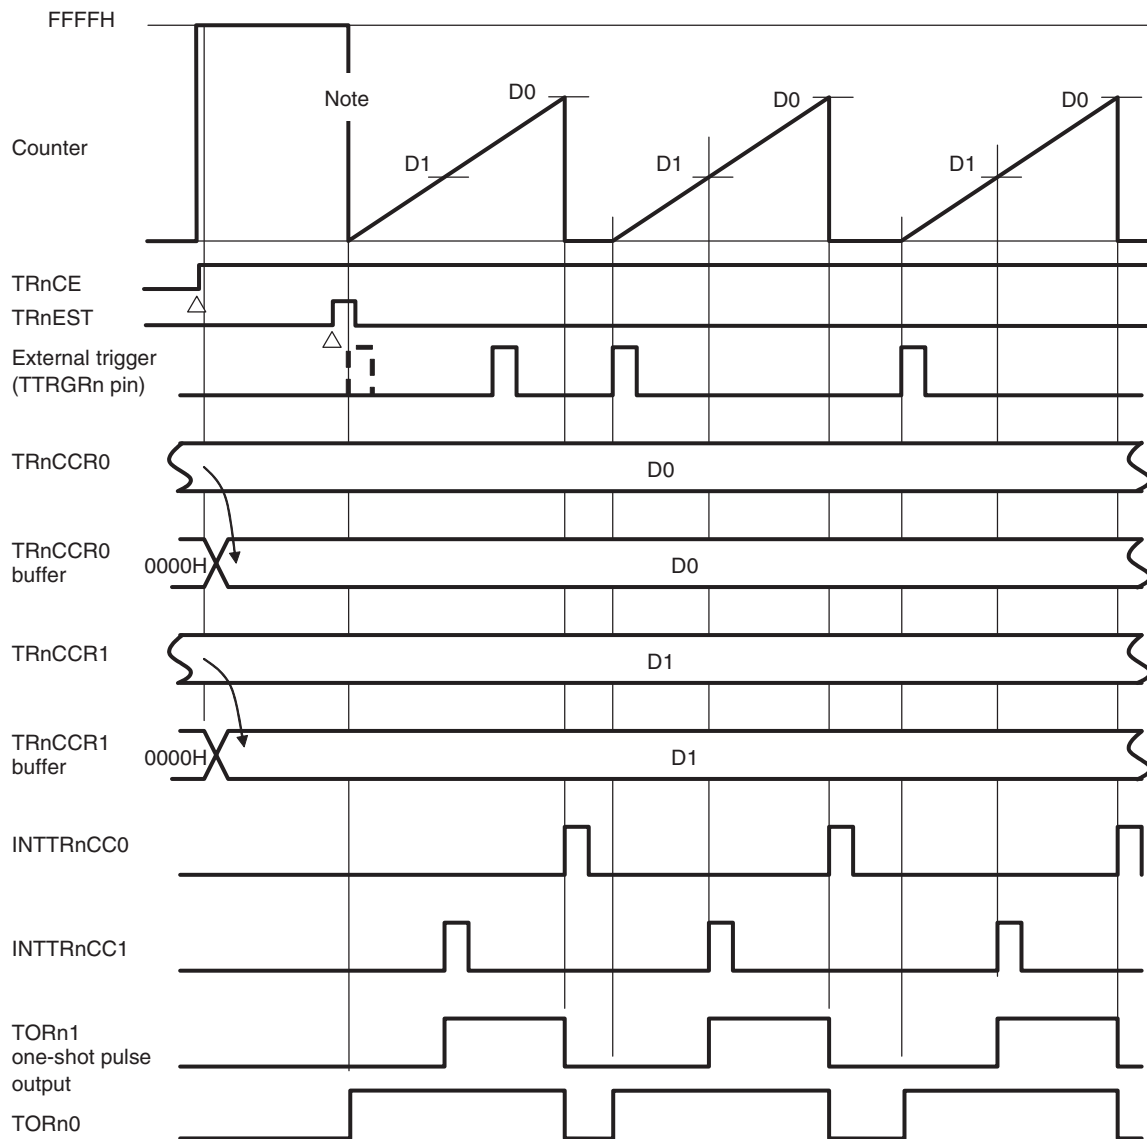 FFFFH
Note
D0
D0
D0
Counter
D1
D1
D1
TRnCE
TRnEST
External trigger
(TTRGRn pin)
TRnCCR0
D0
TRnCCR0
buffer
0000H
D0
TRnCCR1
D1
TRnCCR1
buffer
0000H
D1
INTTRnCC0
INTTRnCC1
TORn1
one-shot pulse
output
TORn0